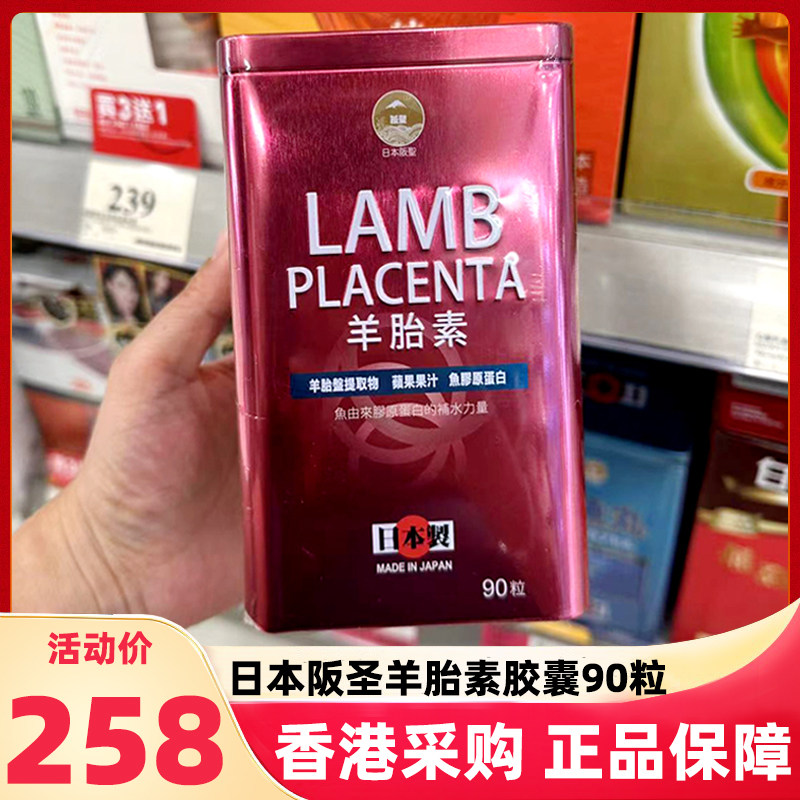 買3送1
239
日本阪聖
LAMB
PLACENTA
羊胎素
羊胎盤提取物 蘋果果汁 魚膠原蛋白
魚由來膠原蛋白的補水力量
日本製
MADE IN JAPAN
90粒
活动价
258
日本阪圣羊胎素胶囊90粒
香港采购 正品保障